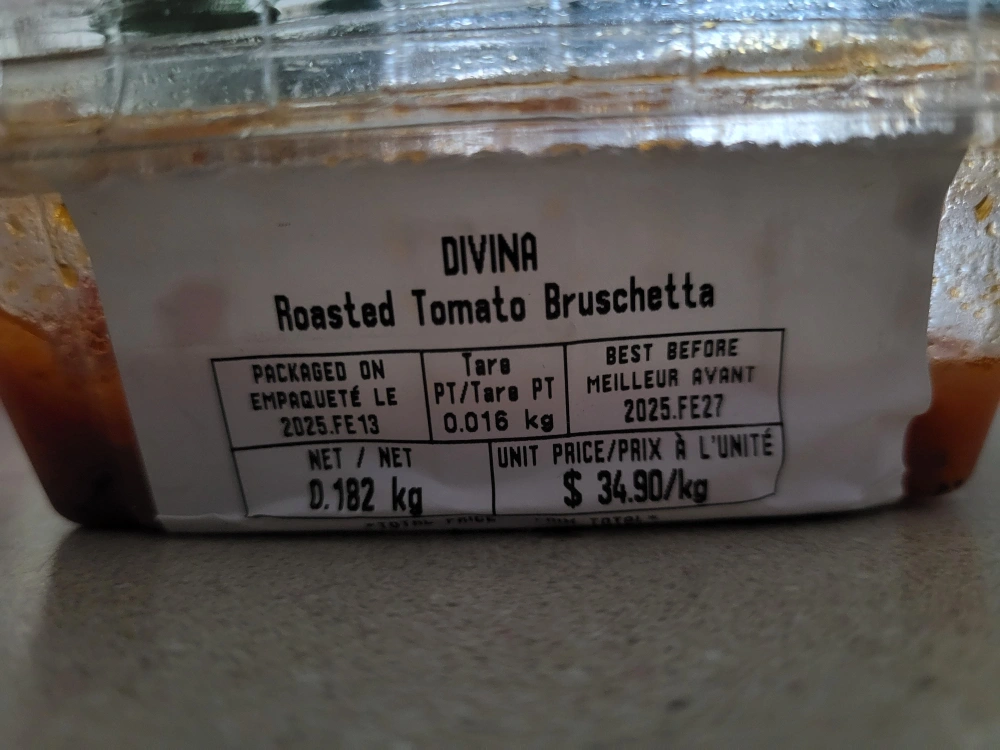 DIVINA
Roasted Tomato Bruschetta
PACKAGED ON
EMPAQUETÉ LE
2025.FE13
Tare
PT/Tare PT
0.016 kg
BEST BEFORE
MEILLEUR AVANT
2025.FE27
NET / NET
0.182 kg
UNIT PRICE/PRIX À L'UNITÉ
$ 34.90/kg